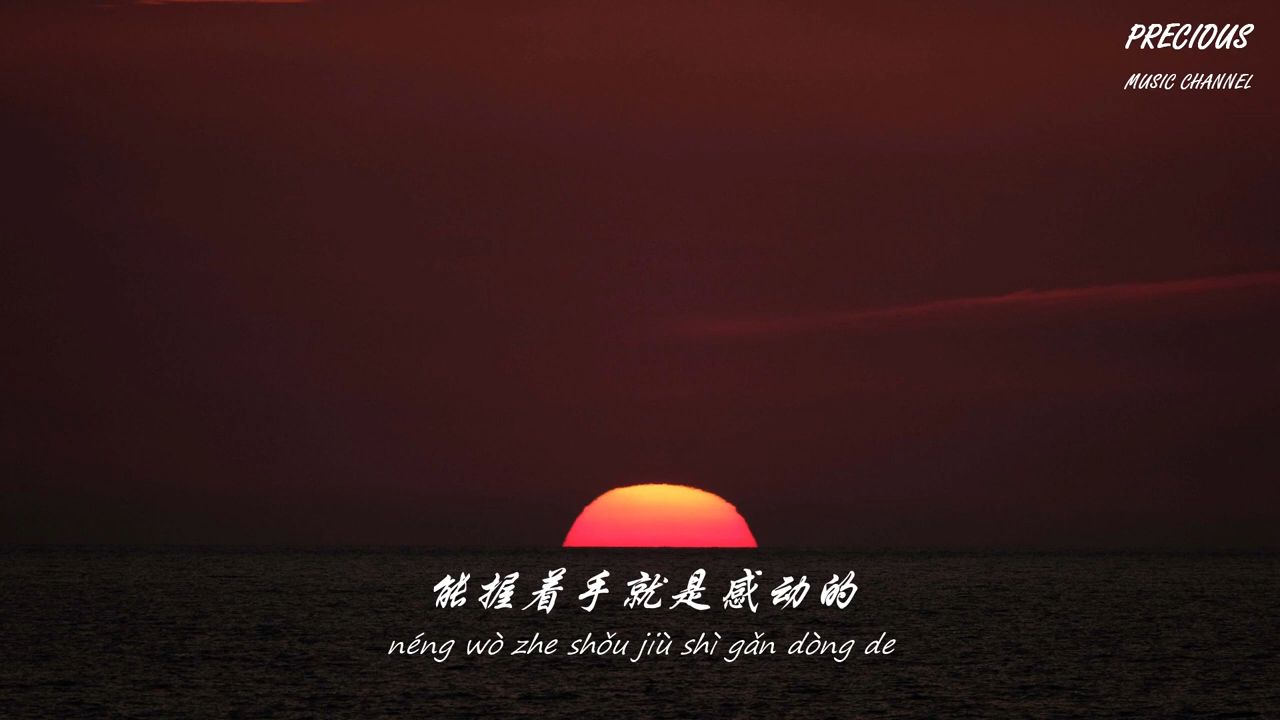 PRECIOUS
MUSIC CHANNEL
能握着手就是感动的
néng wò zhe shǒu jiù shì gǎn dòng de